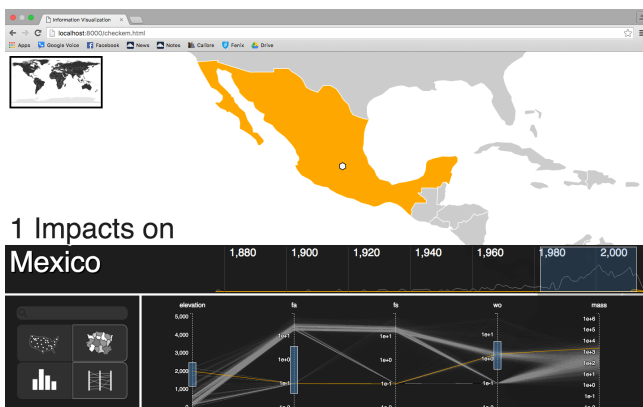 Information Visualization
localhost:8000/checkem.html
Apps Google Voice Facebook News Notes Calibre Fenix Drive
1 Impacts on
Mexico
1,880 1,900 1,920 1,940 1,960 1,980 2,000
elevation fa fs wo mass
5,000
4,000
3,000
2,000
1,000
0
1e+1
1e+0
1e-1
1e+1
1e+0
1e-1
1e+1
1e+0
1e-1
1e+6
1e+5
1e+4
1e+3
1e+2
1e+1
1e+0
1e-1